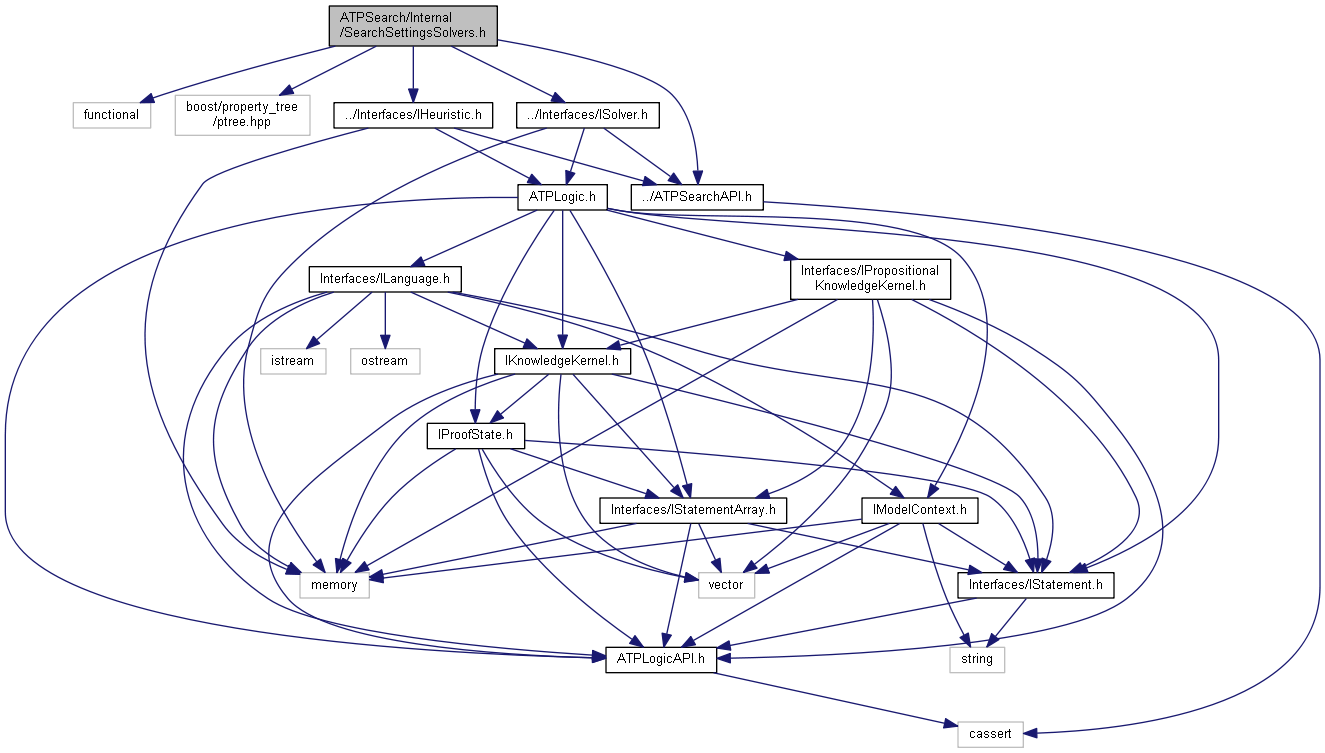 ATPSearch/Internal
/SearchSettingsSolvers.h
functional
boost/property_tree
/ptree.hpp
../Interfaces/IHeuristic.h
../Interfaces/ISolver.h
ATPLogic.h
../ATPSearchAPI.h
Interfaces/ILanguage.h
Interfaces/IPropositional
KnowledgeKernel.h
istream
ostream
IKnowledgeKernel.h
IProofState.h
Interfaces/IStatementArray.h
IModelContext.h
memory
vector
Interfaces/IStatement.h
ATPLogicAPI.h
string
cassert